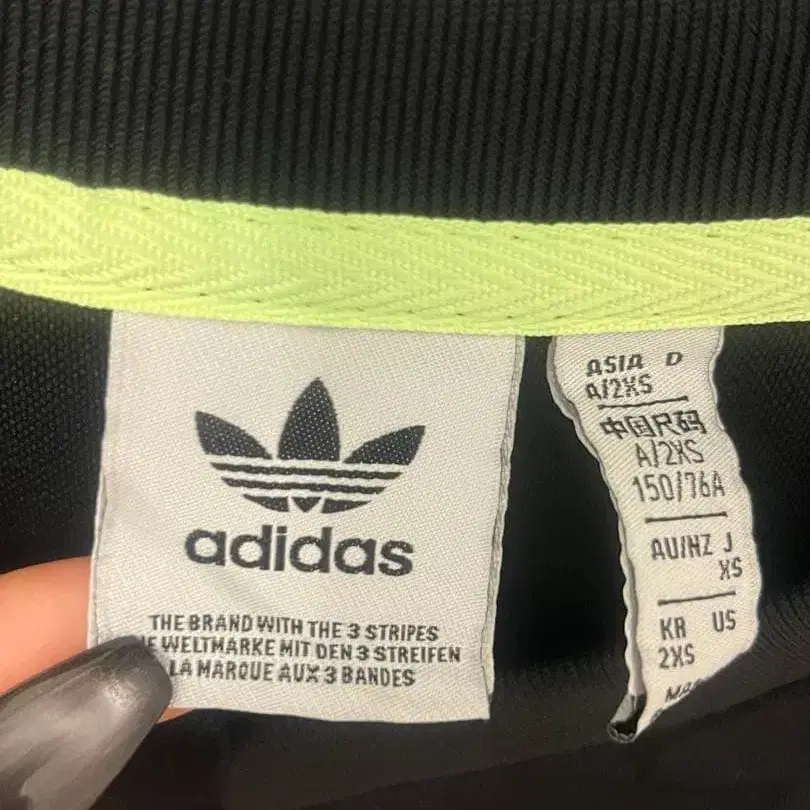 adidas
THE BRAND WITH THE 3 STRIPES
E WELTMARKE MIT DEN 3 STREIFEN
LA MARQUE AUX 3 BANDES
ASIA D
A/2XS
中国尺码
A/2XS
150/76A
AU/NZ J
XS
KR US
2XS